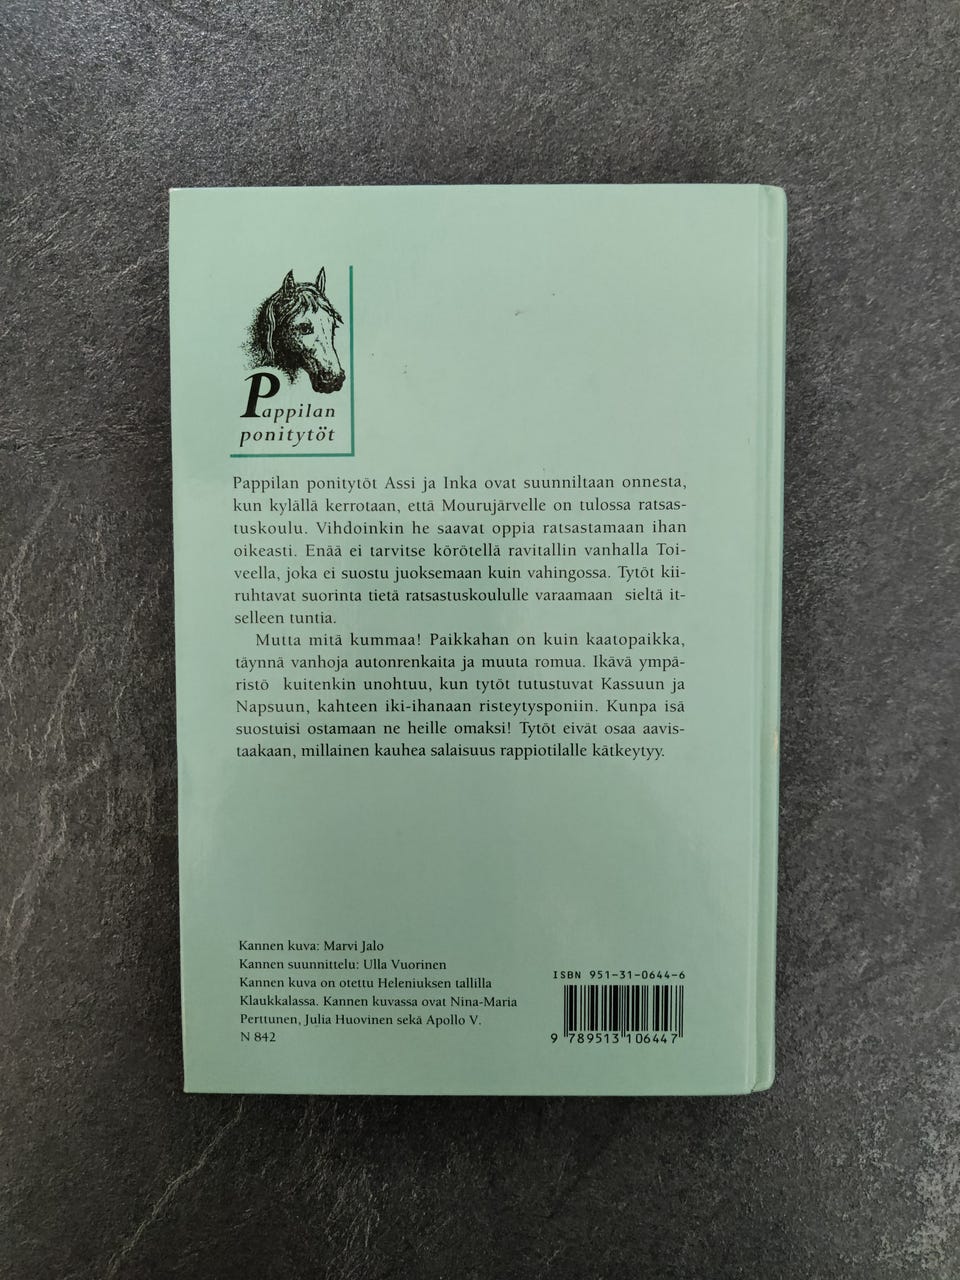 Pappilan
ponitytöt
Pappilan ponitytöt Assi ja Inka ovat suunniltaan onnesta,
kun kylällä kerrotaan, että Mourujärvelle on tulossa ratsas-
tuskoulu. Vihdoinkin he saavat oppia ratsastamaan ihan
oikeasti. Enää ei tarvitse körötellä ravitallin vanhalla Toi-
veella, joka ei suostu juoksemaan kuin vahingossa. Tytöt kii-
ruhtavat suorinta tietä ratsastuskoululle varaamaan sieltä it-
selleen tuntia.
Mutta mitä kummaa! Paikkahan on kuin kaatopaikka,
täynnä vanhoja autonrenkaita ja muuta romua. Ikävä ympä-
ristö kuitenkin unohtuu, kun tytöt tutustuvat Kassuun ja
Napsuun, kahteen iki-ihanaan risteytysponiin. Kunpa isä
suostuisi ostamaan ne heille omaksi! Tytöt eivät osaa aavis-
taakaan, millainen kauhea salaisuus rappiotilalle kätkeytyy.
Kannen kuva: Marvi Jalo
Kannen suunnittelu: Ulla Vuorinen
Kannen kuva on otettu Heleniuksen tallilla
Klaukkalassa. Kannen kuvassa ovat Nina-Maria
Perttunen, Julia Huovinen sekä Apollo V.
N 842
ISBN 951-31-0644-6
9 789513 106447